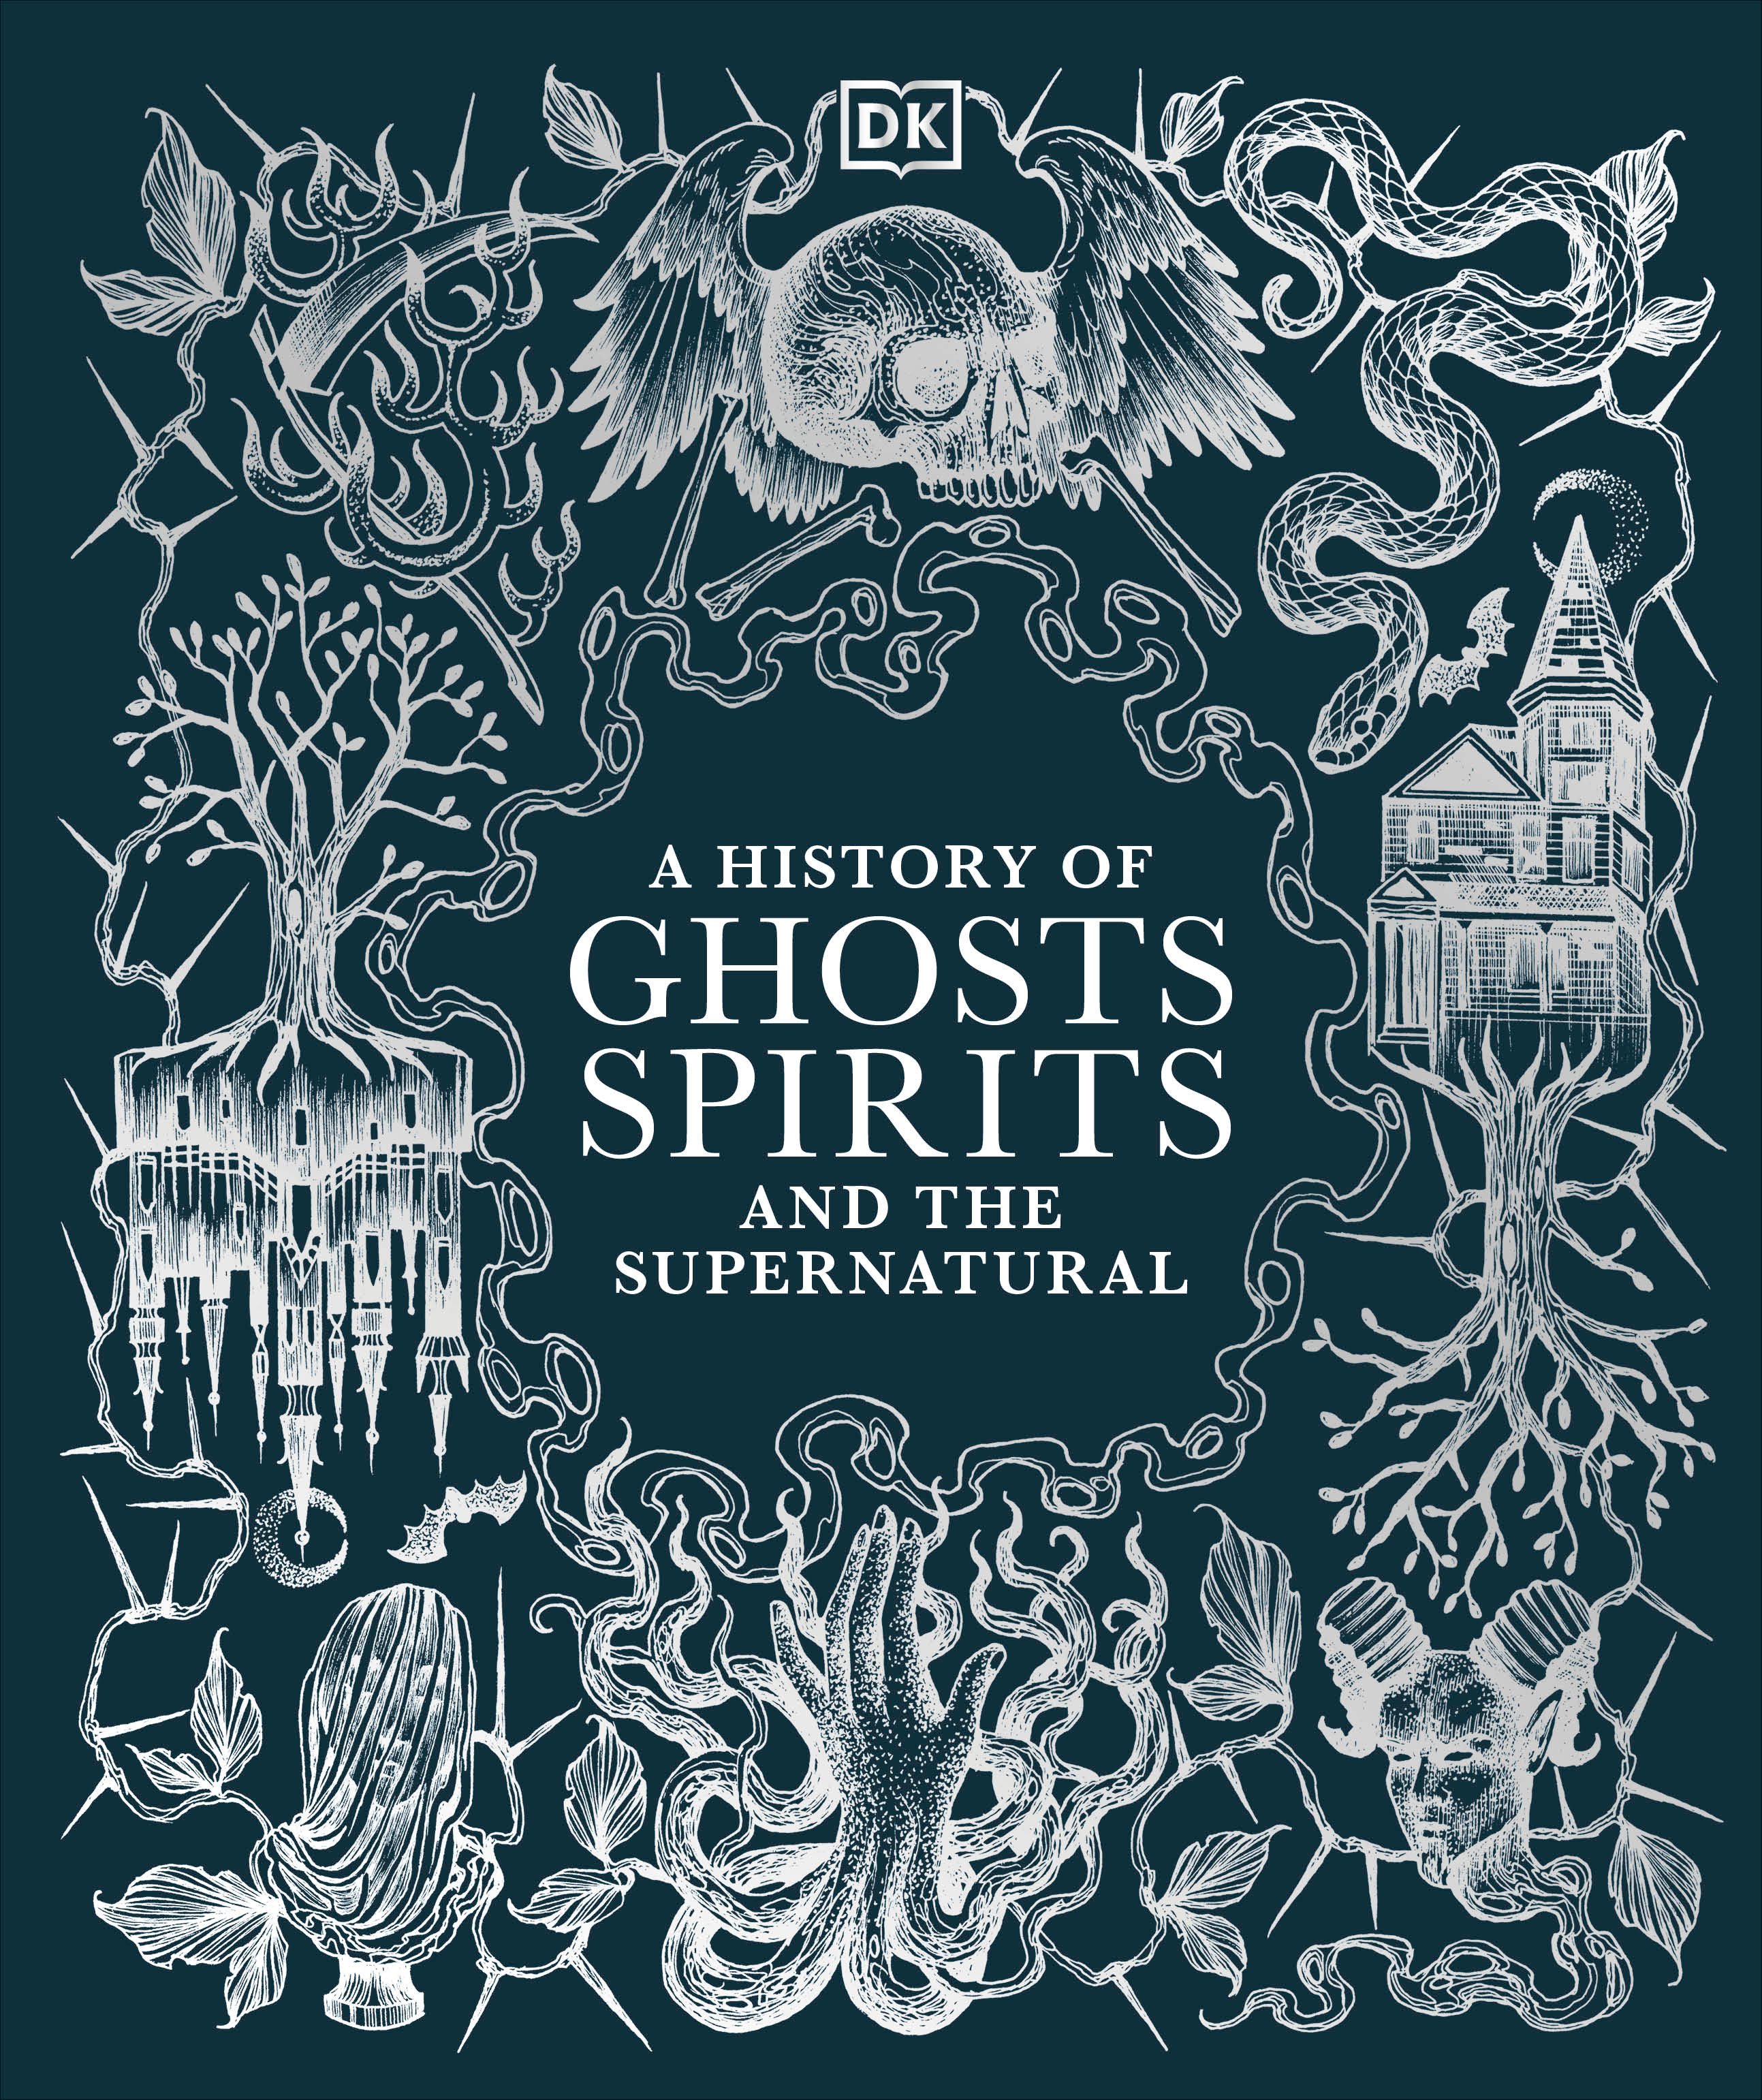 DK
A HISTORY OF
GHOSTS
SPIRITS
AND THE
SUPERNATURAL